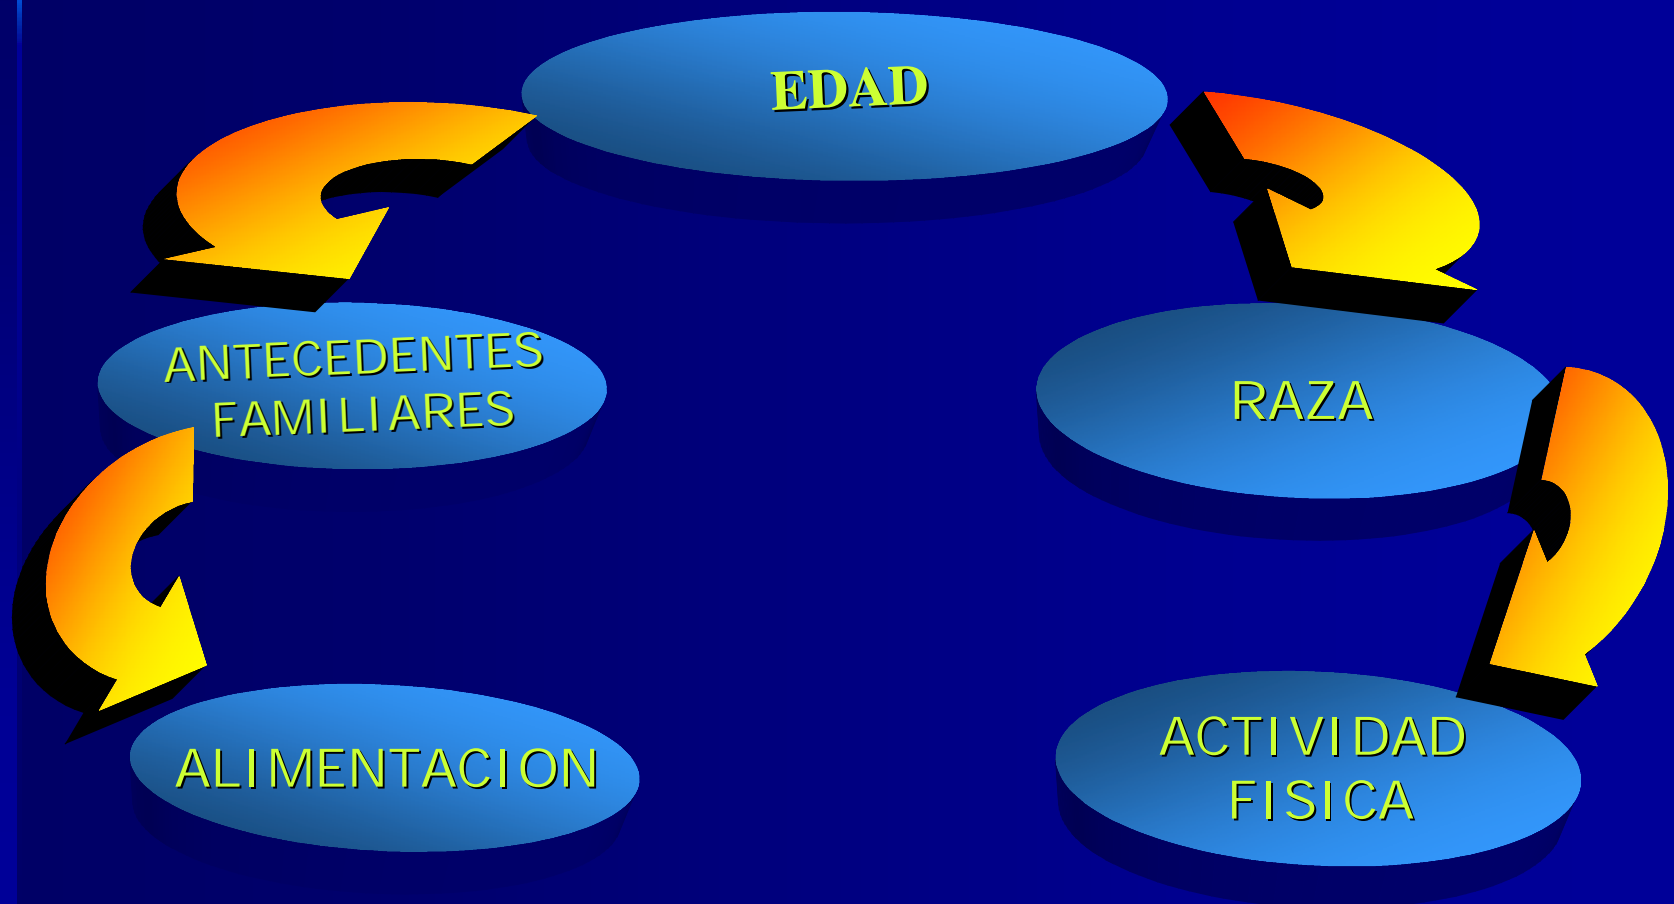 EDAD
ANTECEDENTES
FAMILIARES
RAZA
ALIMENTACION
ACTIVIDAD
FISICA